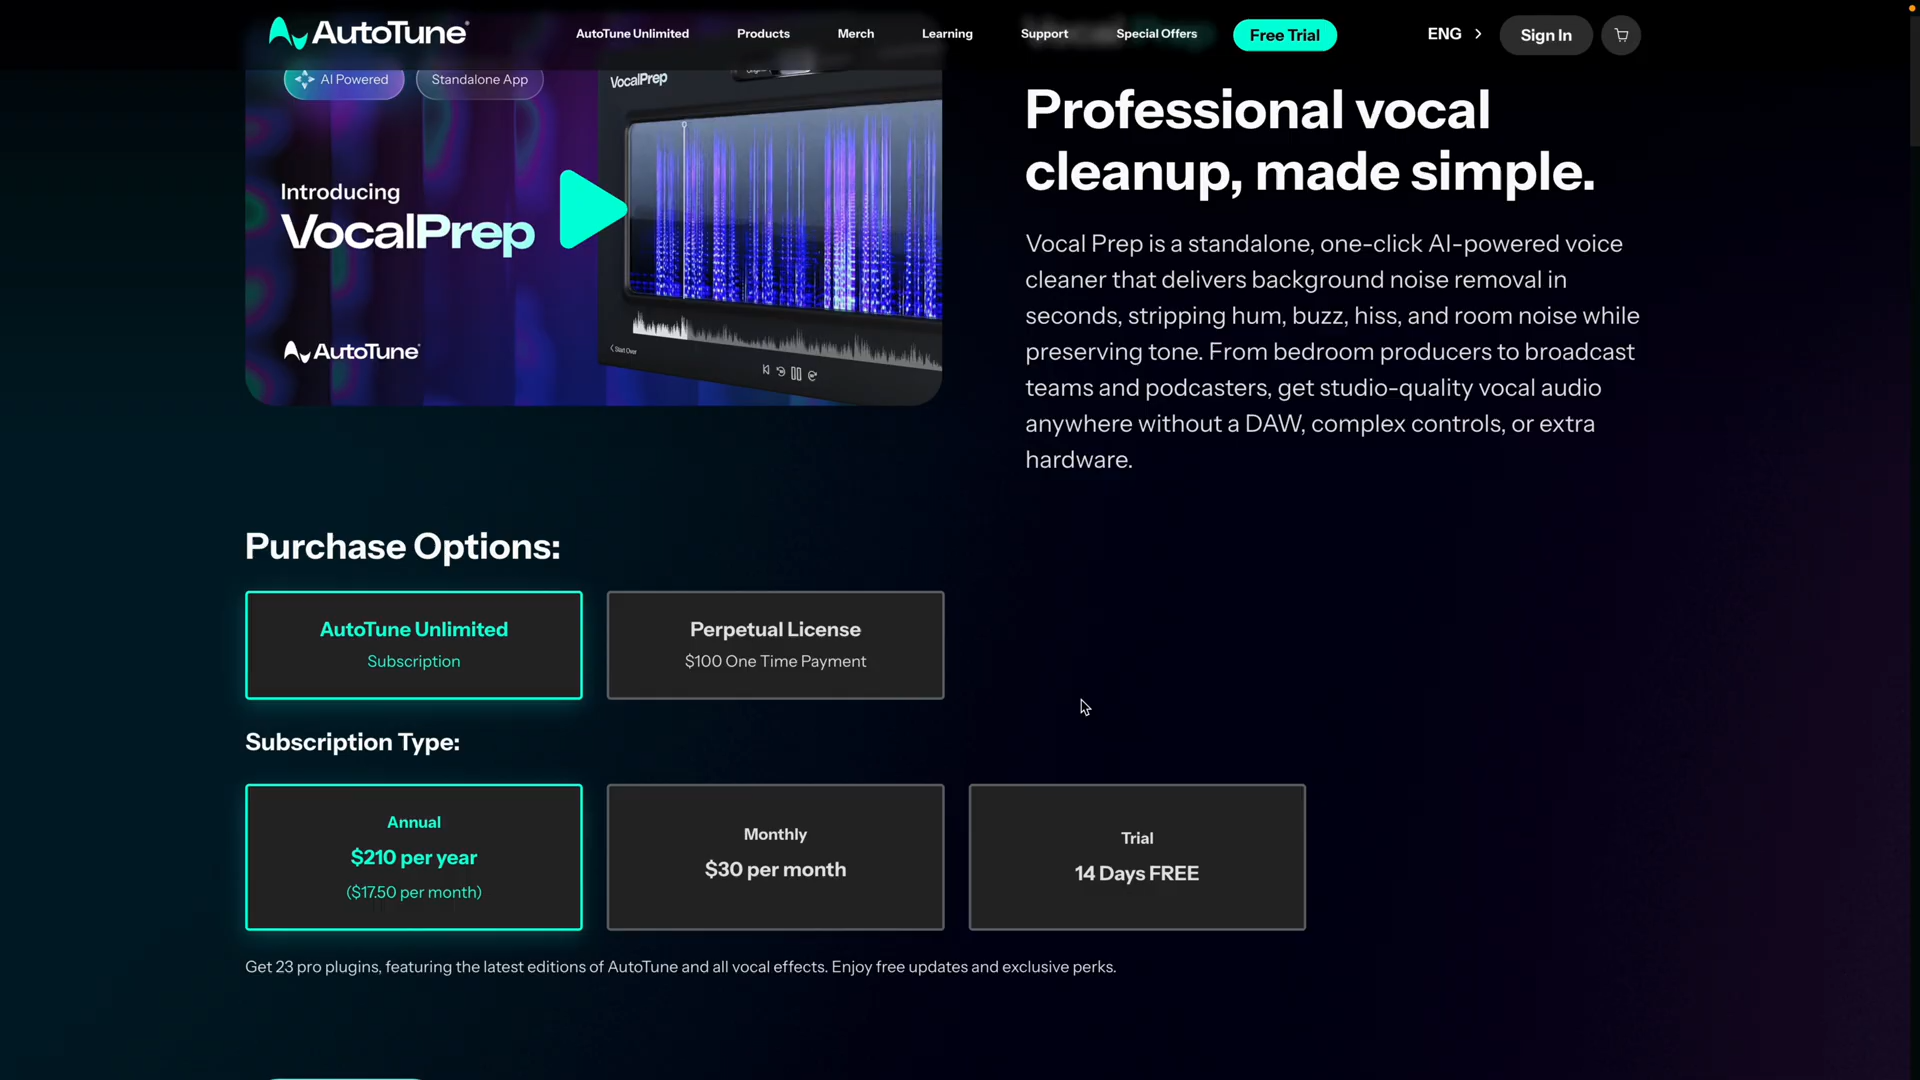 AutoTune
AutoTune Unlimited
Products
Merch
Learning
Support
Special Offers
Free Trial
ENG
Sign In
AI Powered
Standalone App
VocalPrep
Introducing
VocalPrep
AutoTune
Start Over
Professional vocal
cleanup, made simple.
Vocal Prep is a standalone, one-click AI-powered voice
cleaner that delivers background noise removal in
seconds, stripping hum, buzz, hiss, and room noise while
preserving tone. From bedroom producers to broadcast
teams and podcasters, get studio-quality vocal audio
anywhere without a DAW, complex controls, or extra
hardware.
Purchase Options:
AutoTune Unlimited
Subscription
Perpetual License
$100 One Time Payment
Subscription Type:
Annual
$210 per year
($17.50 per month)
Monthly
$30 per month
Trial
14 Days FREE
Get 23 pro plugins, featuring the latest editions of AutoTune and all vocal effects. Enjoy free updates and exclusive perks.